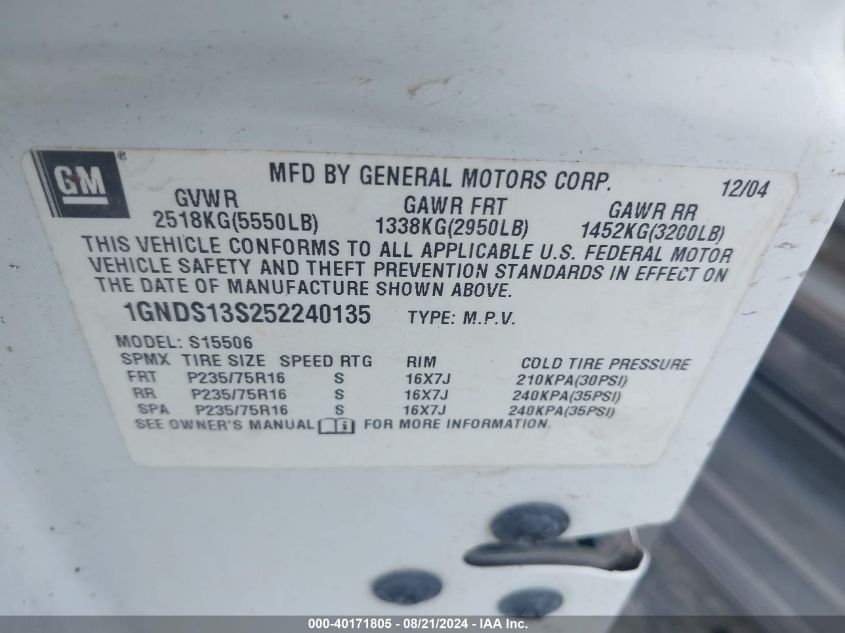 GM ®
MFD BY GENERAL MOTORS CORP. 12/04
GVWR GAWR FRT GAWR RR
2518KG(5550LB) 1338KG(2950LB) 1452KG(3200LB)
THIS VEHICLE CONFORMS TO ALL APPLICABLE U.S. FEDERAL MOTOR
VEHICLE SAFETY AND THEFT PREVENTION STANDARDS IN EFFECT ON
THE DATE OF MANUFACTURE SHOWN ABOVE.
1GNDS13S252240135 TYPE: M.P.V.
MODEL: S15506
SPMX TIRE SIZE SPEED RTG RIM COLD TIRE PRESSURE
FRT P235/75R16 S 16X7J 210KPA(30PSI)
RR P235/75R16 S 16X7J 240KPA(35PSI)
SPA P235/75R16 S 16X7J 240KPA(35PSI)
SEE OWNER'S MANUAL i FOR MORE INFORMATION.
000-40171805 - 08/21/2024 - IAA Inc.